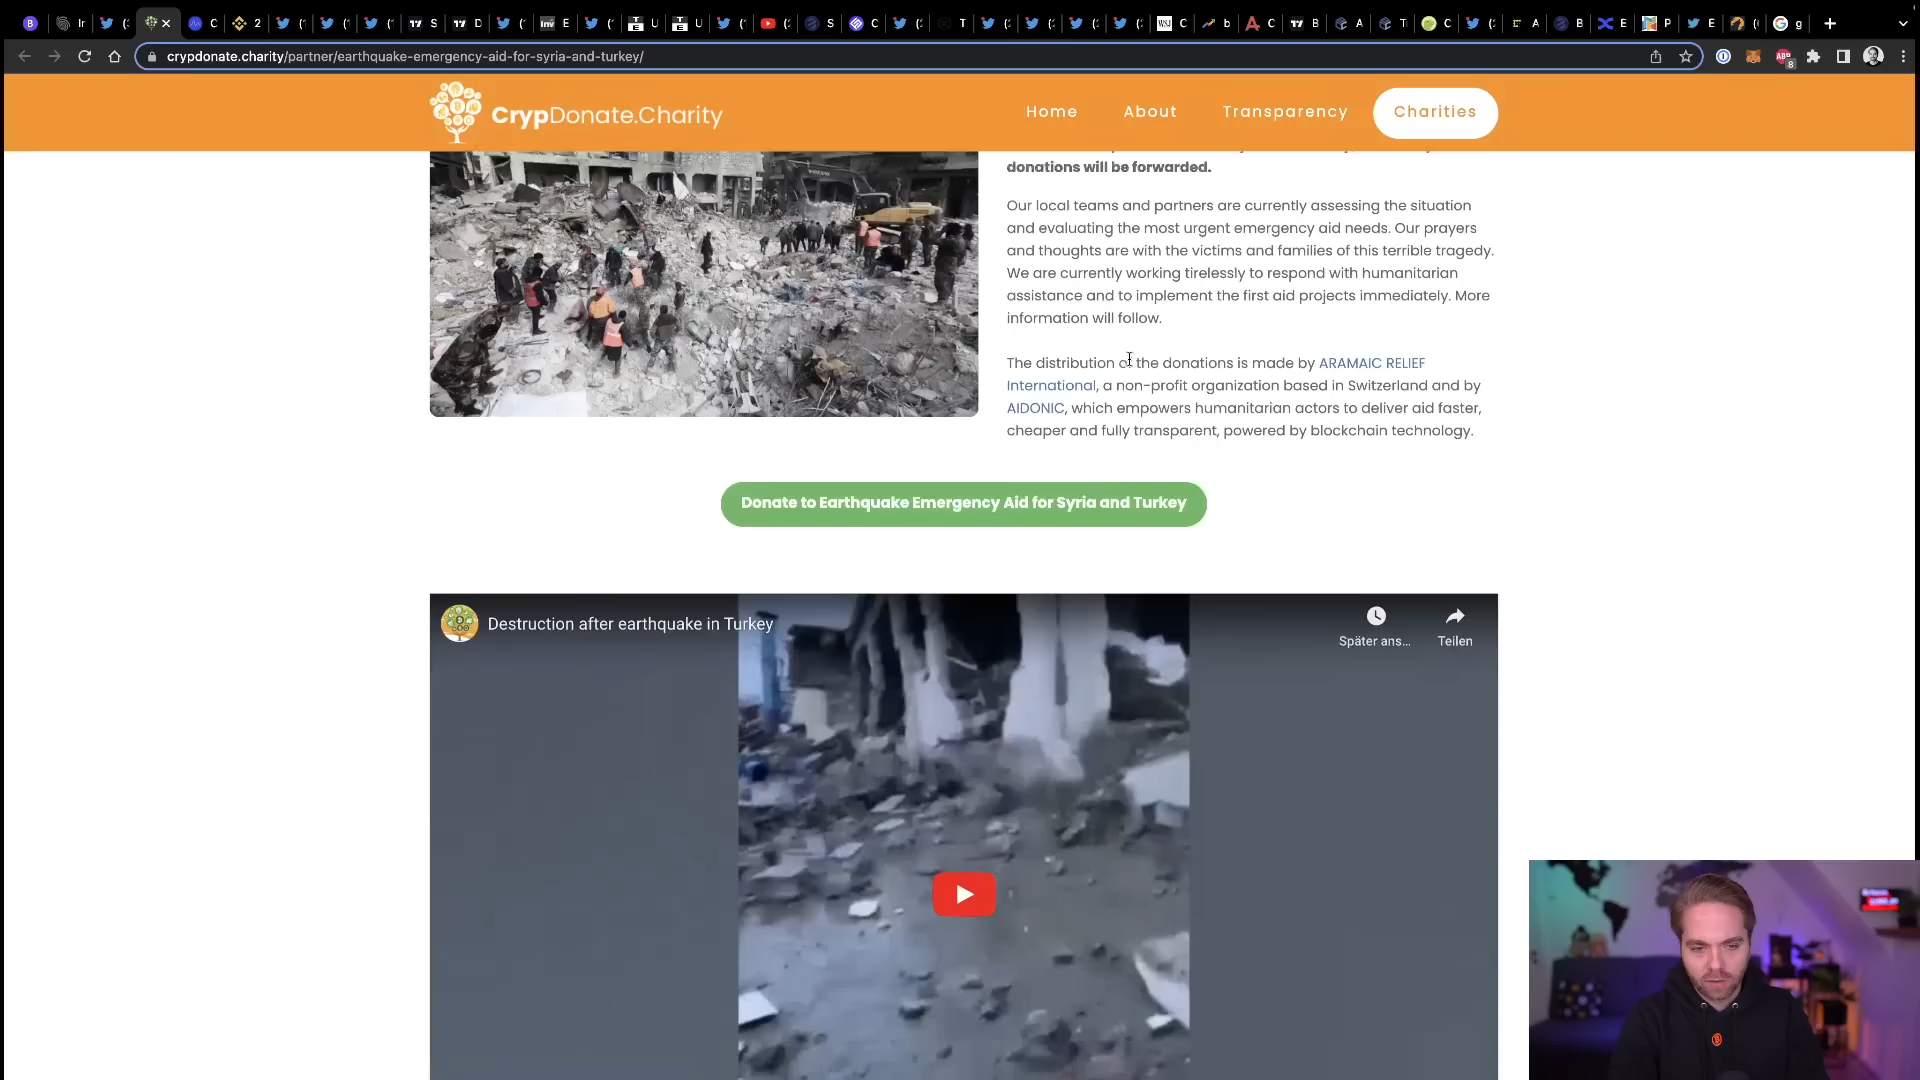 crypdonate.charity/partner/earthquake-emergency-aid-for-syria-and-turkey/
CrypDonate.Charity
Home
About
Transparency
Charities
donations will be forwarded.
Our local teams and partners are currently assessing the situation
and evaluating the most urgent emergency aid needs. Our prayers
and thoughts are with the victims and families of this terrible tragedy.
We are currently working tirelessly to respond with humanitarian
assistance and to implement the first aid projects immediately. More
information will follow.
The distribution of the donations is made by ARAMAIC RELIEF
International, a non-profit organization based in Switzerland and by
AIDONIC, which empowers humanitarian actors to deliver aid faster,
cheaper and fully transparent, powered by blockchain technology.
Donate to Earthquake Emergency Aid for Syria and Turkey
Destruction after earthquake in Turkey
Später ans...
Teilen